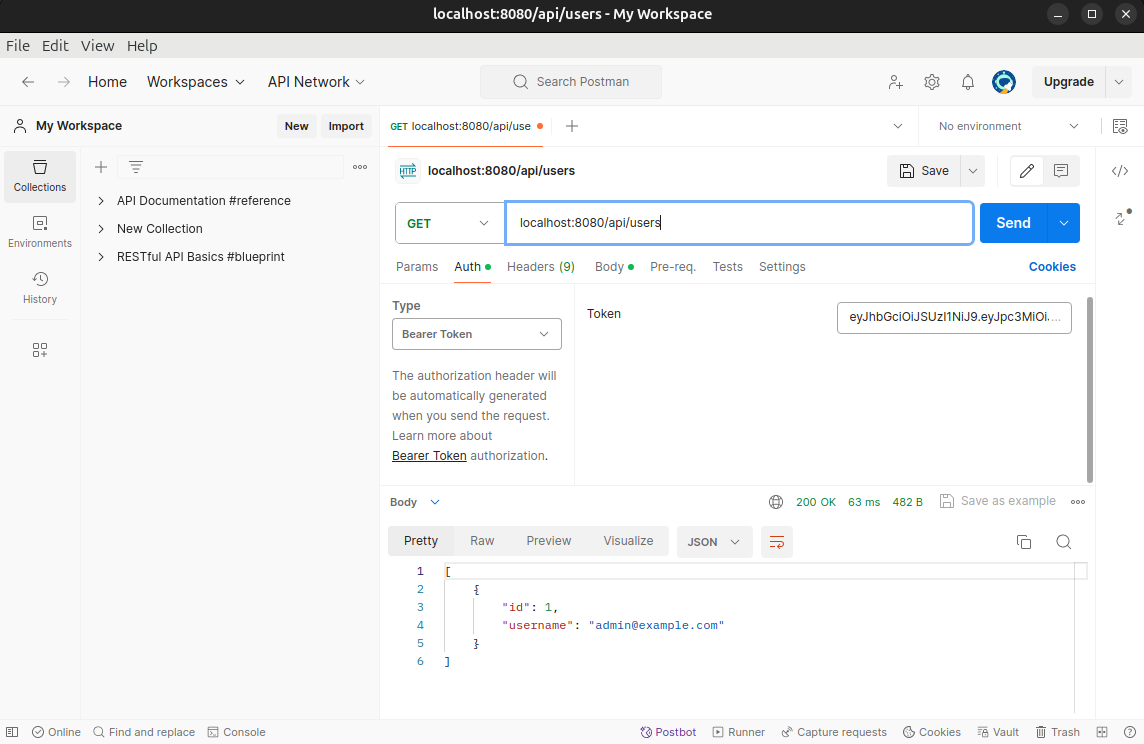 localhost:8080/api/users - My Workspace
File Edit View Help
Home Workspaces API Network Search Postman Upgrade
My Workspace New Import GET localhost:8080/api/use No environment
Collections
Environments
History
API Documentation #reference
New Collection
RESTful API Basics #blueprint
HTTP localhost:8080/api/users Save
GET localhost:8080/api/users Send
Params Auth Headers (9) Body Pre-req. Tests Settings Cookies
Type
Bearer Token
The authorization header will
be automatically generated
when you send the request.
Learn more about
Bearer Token authorization.
Token eyJhbGciOiJSUzI1NiJ9.eyJpc3MiOi...
Body 200 OK 63 ms 482 B Save as example
Pretty Raw Preview Visualize JSON
1 [
2 {
3 "id": 1,
4 "username": "admin@example.com"
5 }
6 ]
Online Find and replace Console Postbot Runner Capture requests Cookies Vault Trash